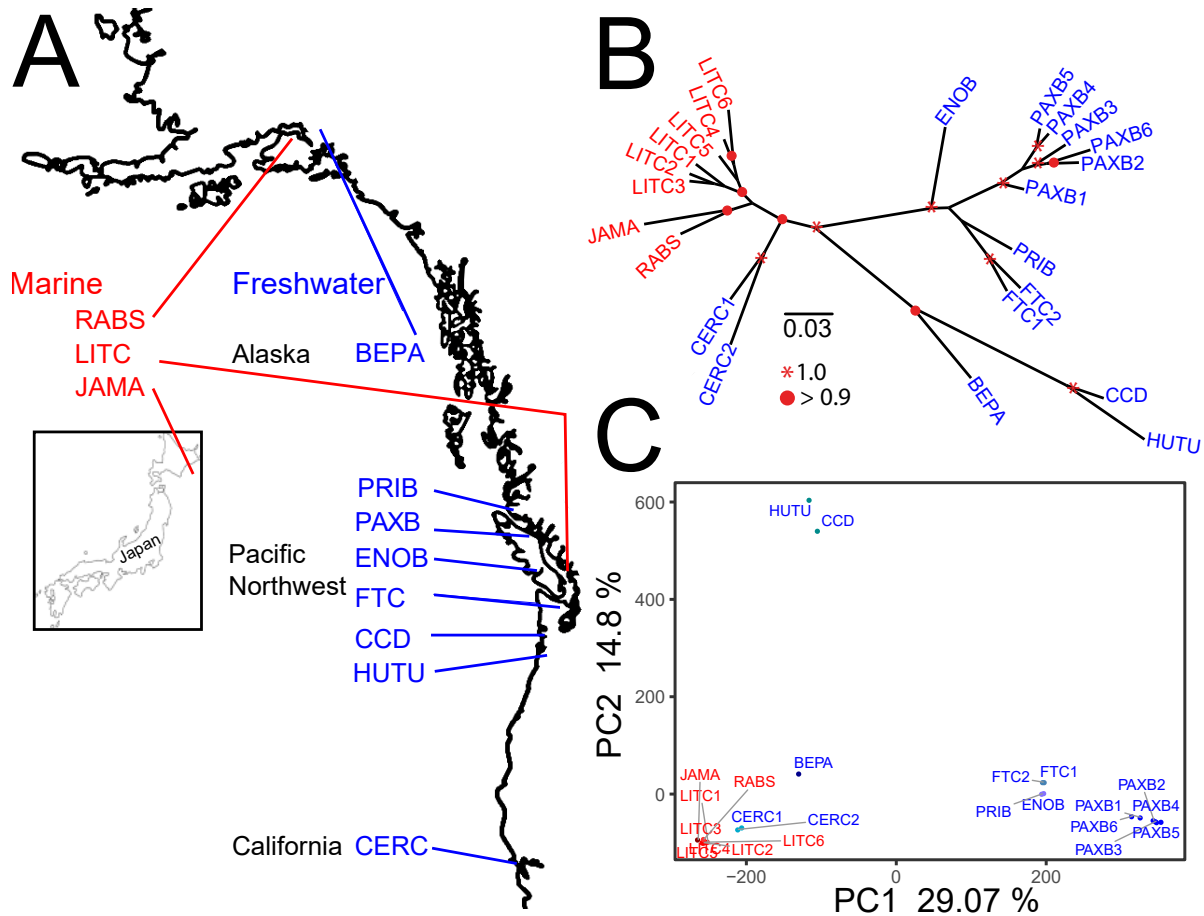 A
Marine
Freshwater
RABS
LITC
Alaska
BEPA
JAMA
Japan
PRIB
PAXB
Pacific
Northwest
ENOB
FTC
CCD
HUTU
California
CERC
B
LITC6
LITC4
LITC5
LITC1
LITC2
LITC3
JAMA
RABS
CERC1
CERC2
ENOB
PAXB5
PAXB4
PAXB3
PAXB6
PAXB2
PAXB1
PRIB
FTC2
FTC1
BEPA
CCD
HUTU
0.03
* 1.0
> 0.9
C
PC2 14.8 %
600
400
200
0
HUTU
CCD
BEPA
JAMA
RABS
LITC1
LITC3
CERC1
CERC2
LITC6
LITC5
LITC4
LITC2
FTC2
FTC1
PRIB
ENOB
PAXB2
PAXB1
PAXB4
PAXB6
PAXB5
PAXB3
−200
0
200
PC1 29.07 %